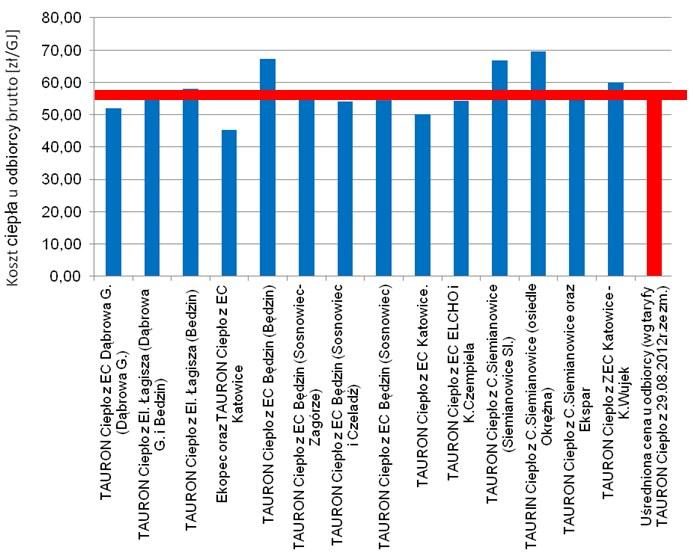 Koszt ciepła u odbiorcy brutto [zł/GJ]
80,00
70,00
60,00
50,00
40,00
30,00
20,00
10,00
0,00
TAURON Ciepło z EC Dąbrowa G.
(Dąbrowa G.)
TAURON Ciepło z El. Łagisza (Dąbrowa
G. i Bedzin)
TAURON Ciepło z El. Łagisza (Bedzin)
Ekopec oraz TAURON Ciepło z EC
Katowice
TAURON Ciepło z EC Będzin (Będzin)
TAURON Ciepło z EC Będzin (Sosnowiec-
Zagórze)
TAURON Ciepło z EC Będzin (Sosnowiec
i Czeladź)
TAURON Ciepło z EC Będzin (Sosnowiec)
TAURON Ciepło z EC Katowice.
TAURON Ciepło z EC ELCHO i
K.Czempiela
TAURON Ciepło z C.Siemianowice
(Siemianowice Sl.)
TAURIN Ciepło z C.Siemianowice (osiedle
Okrężna)
TAURON Ciepło z C.Siemianowice oraz
Ekspar
TAURON Ciepło z ZEC Katowice -
K.Wujek
Uśredniona cena u odbiorcy (wg taryfy
TAURON Ciepło z 29.08.2012r.ze zm.)